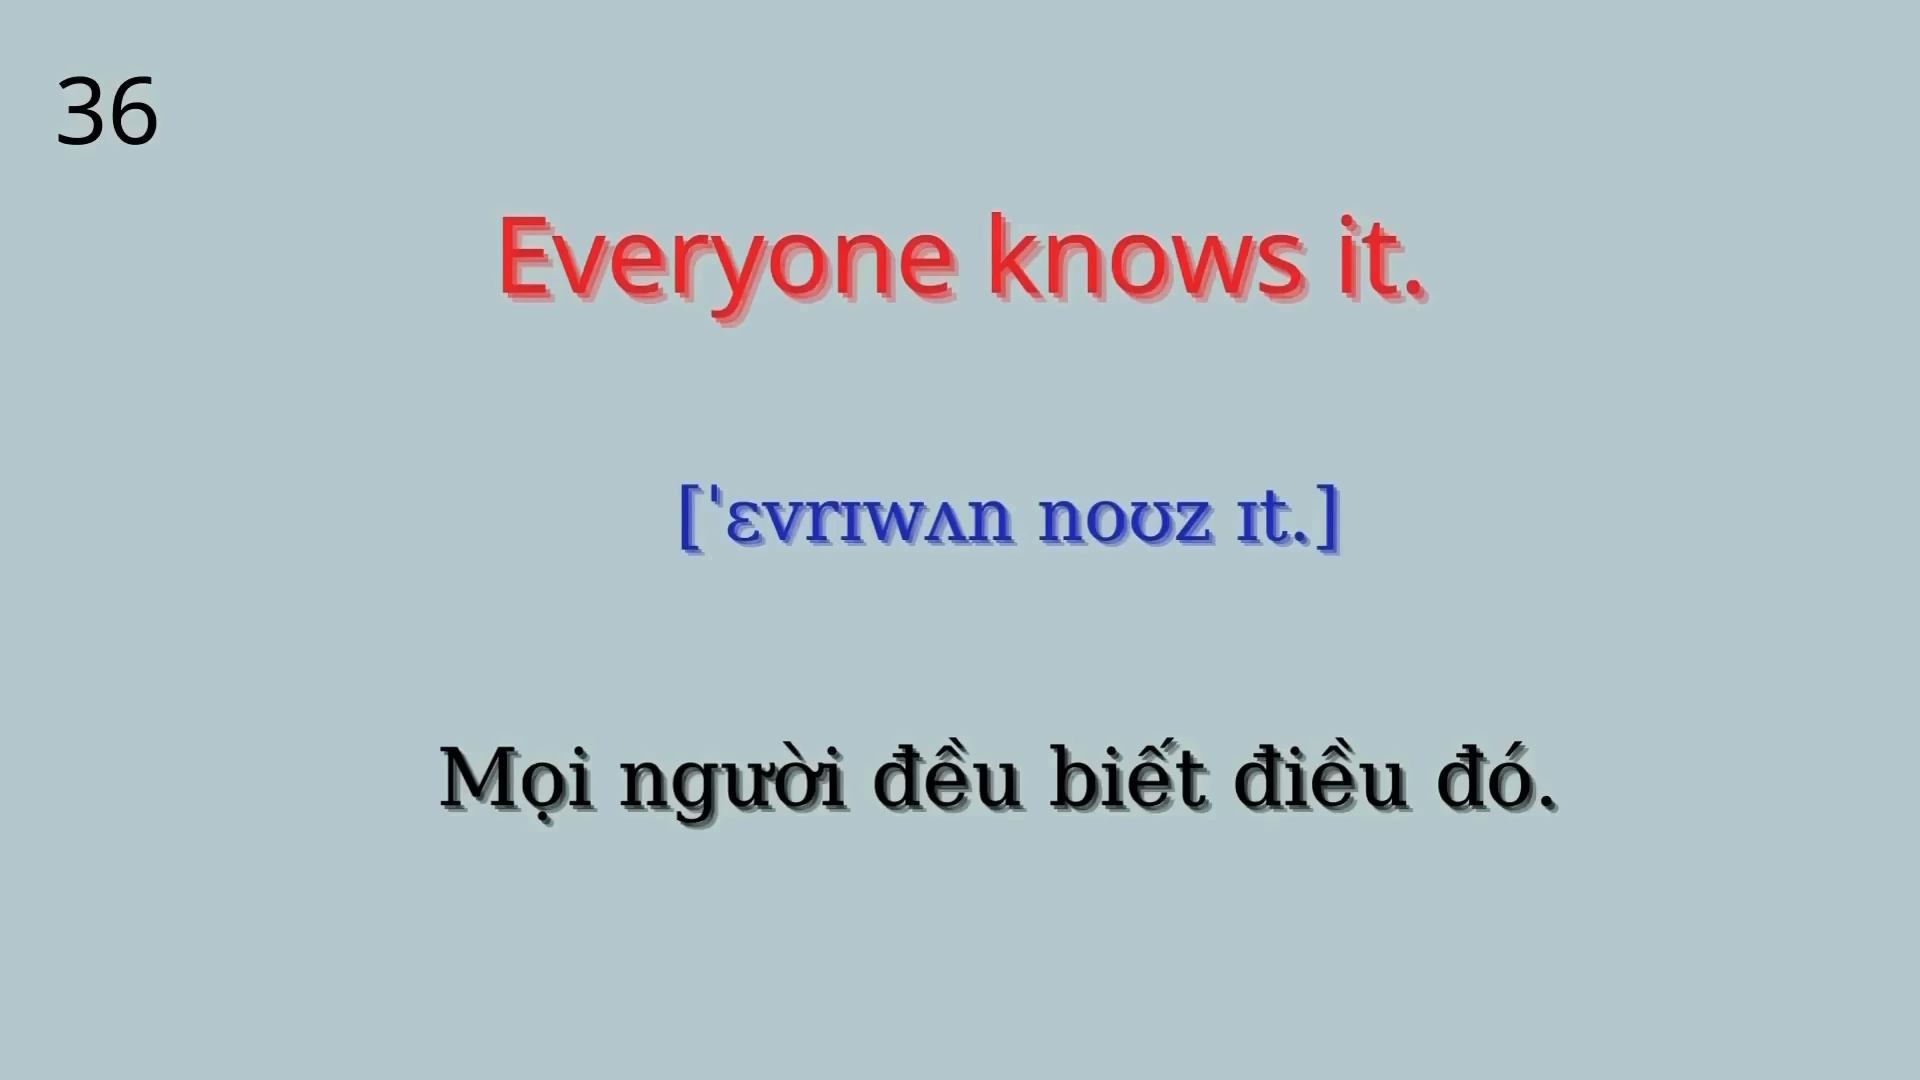 36
Everyone knows it.
[ˈɛvrɪwʌn noʊz ɪt.]
Mọi người đều biết điều đó.